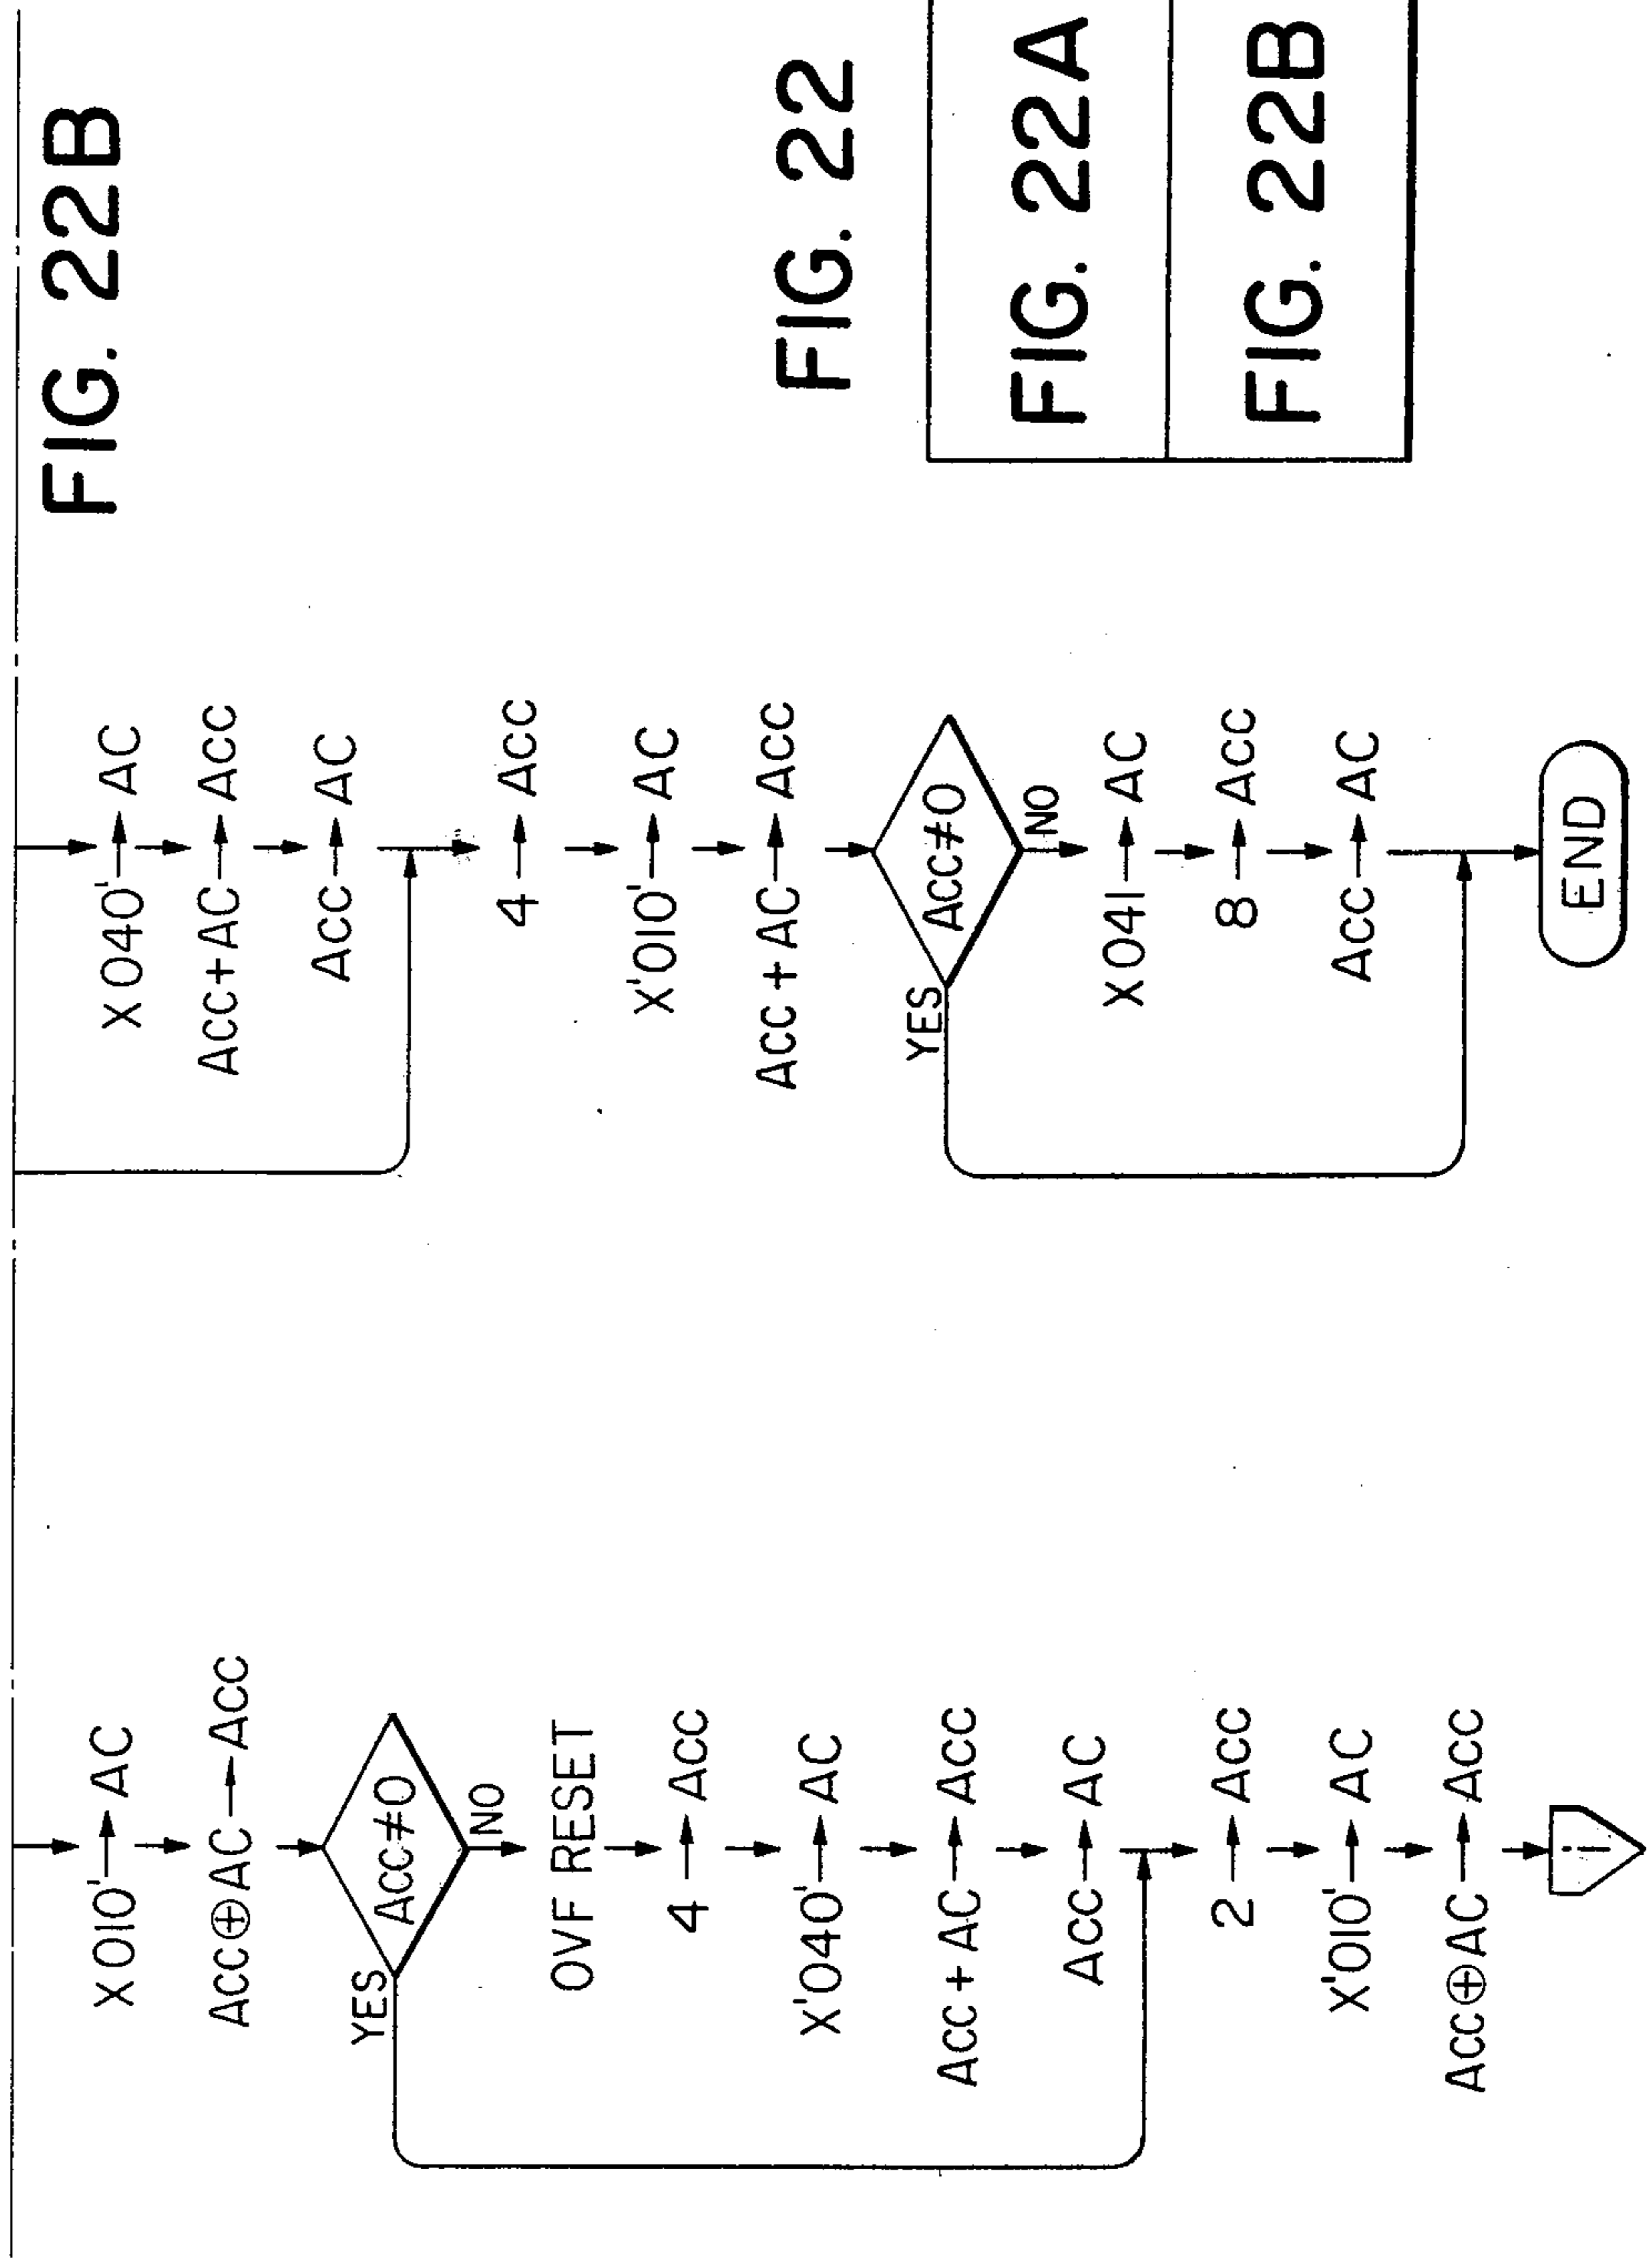 FIG. 22B
X010' → AC
ACC⊕AC → ACC
ACC≠0
YES
NO
OVF RESET
4 → ACC
X'040' → AC
ACC + AC → ACC
ACC → AC
2 → ACC
X'010' → AC
ACC⊕AC → ACC
i
X040' → AC
ACC+AC → ACC
ACC → AC
4 → ACC
X'010' → AC
ACC + AC → ACC
ACC≠0
YES
NO
X041 → AC
8 → ACC
ACC → AC
END
FIG. 22
FIG. 22A
FIG. 22B